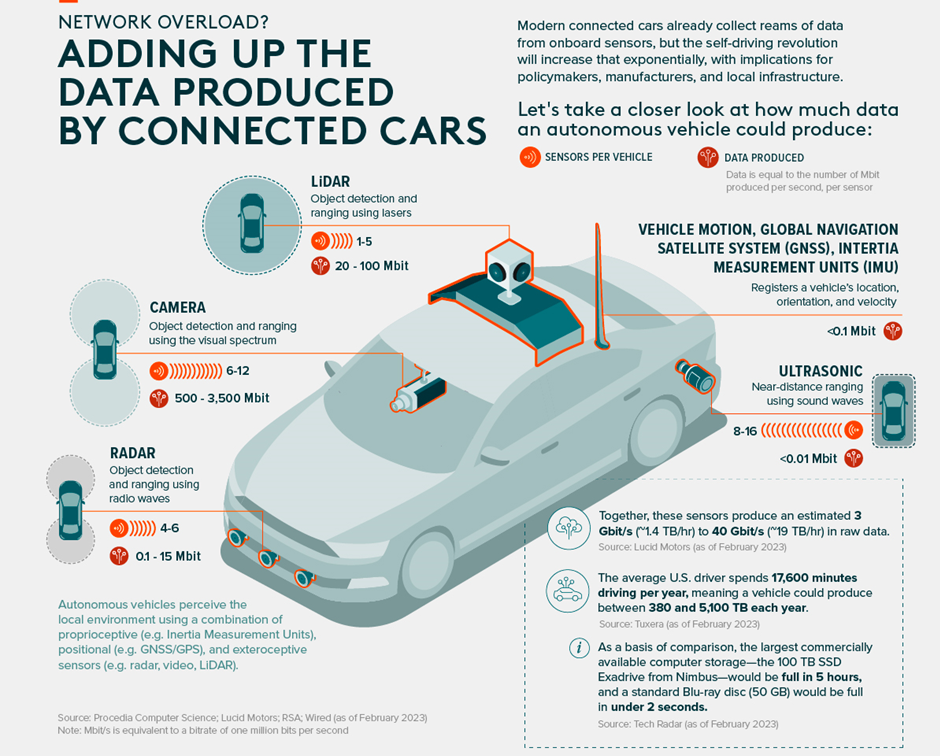 NETWORK OVERLOAD?
ADDING UP THE
DATA PRODUCED
BY CONNECTED CARS
Modern connected cars already collect reams of data
from onboard sensors, but the self-driving revolution
will increase that exponentially, with implications for
policymakers, manufacturers, and local infrastructure.
Let's take a closer look at how much data
an autonomous vehicle could produce:
SENSORS PER VEHICLE
DATA PRODUCED
Data is equal to the number of Mbit
produced per second, per sensor
LiDAR
Object detection and
ranging using lasers
1-5
20 - 100 Mbit
VEHICLE MOTION, GLOBAL NAVIGATION
SATELLITE SYSTEM (GNSS), INTERTIA
MEASUREMENT UNITS (IMU)
Registers a vehicle's location,
orientation, and velocity
<0.1 Mbit
CAMERA
Object detection and ranging
using the visual spectrum
6-12
500 - 3,500 Mbit
ULTRASONIC
Near-distance ranging
using sound waves
8-16
<0.01 Mbit
RADAR
Object detection
and ranging using
radio waves
4-6
0.1 - 15 Mbit
Together, these sensors produce an estimated 3
Gbit/s (~1.4 TB/hr) to 40 Gbit/s (~19 TB/hr) in raw data.
Source: Lucid Motors (as of February 2023)
The average U.S. driver spends 17,600 minutes
driving per year, meaning a vehicle could produce
between 380 and 5,100 TB each year.
Source: Tuxera (as of February 2023)
i
As a basis of comparison, the largest commercially
available computer storage—the 100 TB SSD
Exadrive from Nimbus—would be full in 5 hours,
and a standard Blu-ray disc (50 GB) would be full
in under 2 seconds.
Source: Tech Radar (as of February 2023)
Autonomous vehicles perceive the
local environment using a combination of
proprioceptive (e.g. Inertia Measurement Units),
positional (e.g. GNSS/GPS), and exteroceptive
sensors (e.g. radar, video, LiDAR).
Source: Procedia Computer Science; Lucid Motors; RSA; Wired (as of February 2023)
Note: Mbit/s is equivalent to a bitrate of one million bits per second